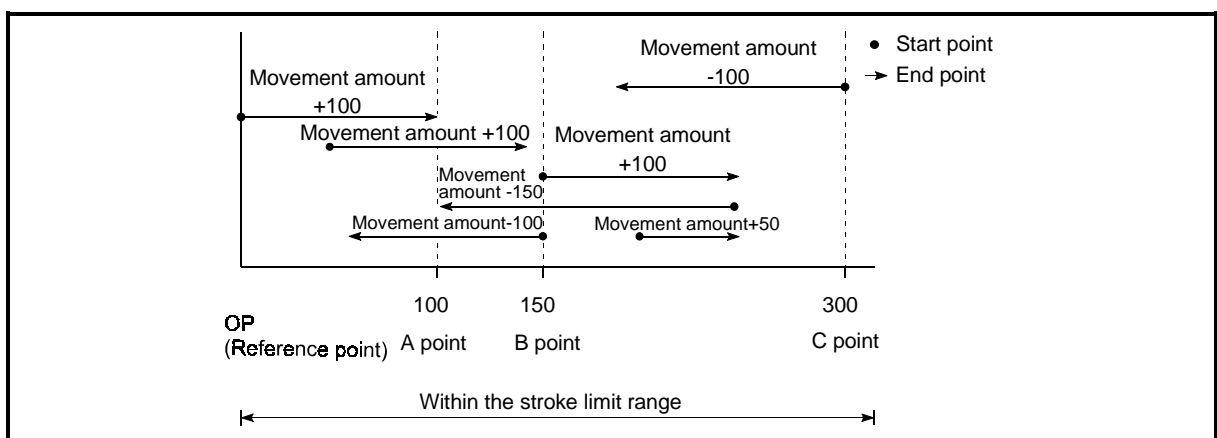 Movement amount
-100
Start point
End point
Movement amount
+100
Movement amount +100
Movement amount
+100
Movement
amount -150
Movement amount-100
Movement amount+50
100
150
300
OP
(Reference point)
A point
B point
C point
Within the stroke limit range